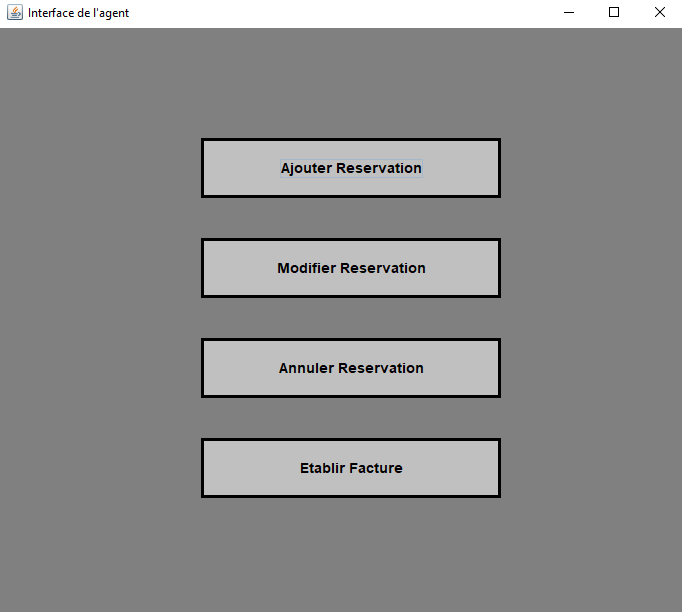 Interface de l'agent
Ajouter Reservation
Modifier Reservation
Annuler Reservation
Etablir Facture